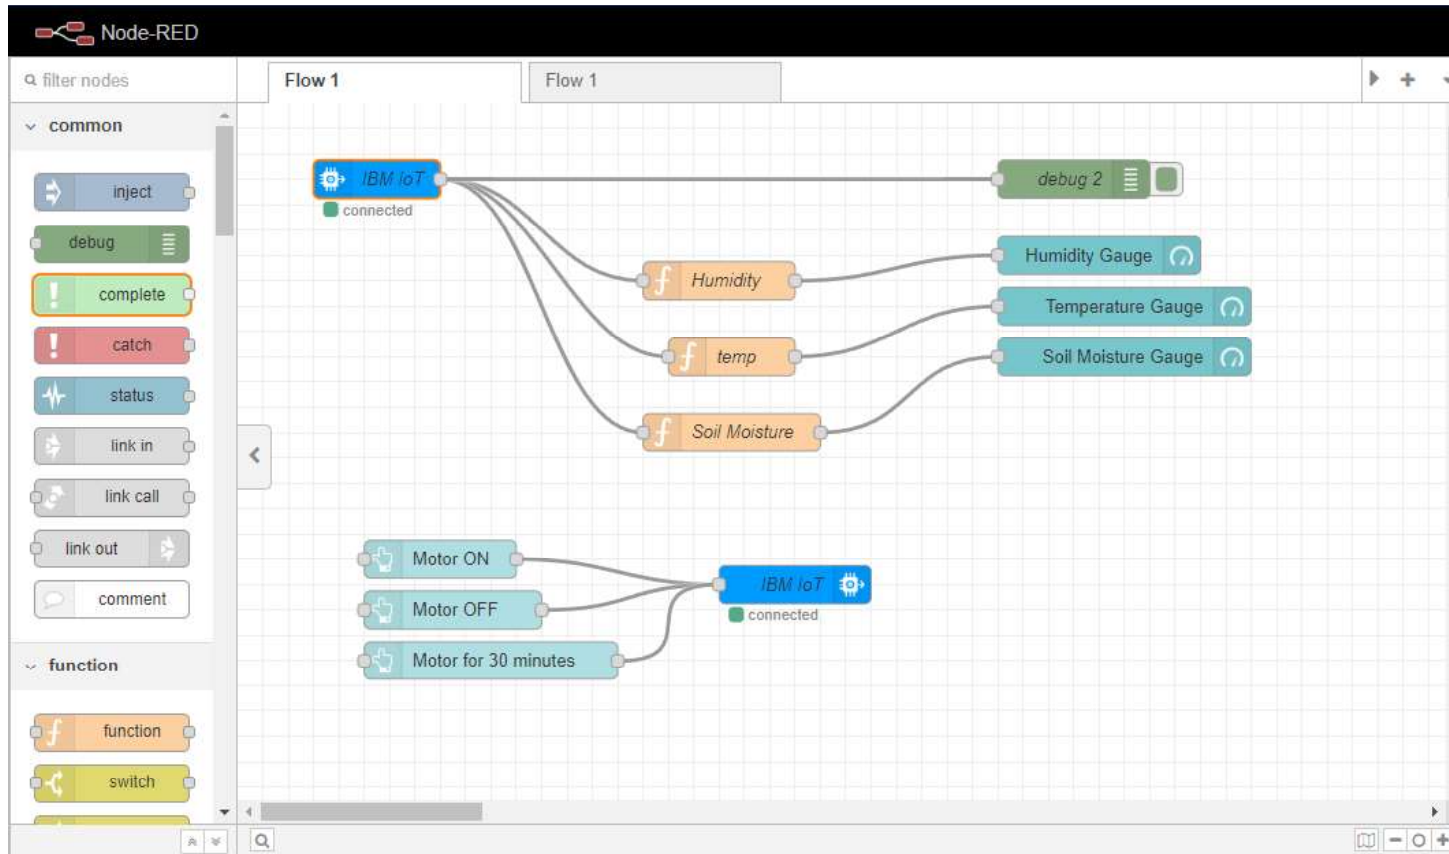 Node-RED
filter nodes
Flow 1
Flow 1
common
inject
debug
complete
catch
status
link in
link call
link out
comment
function
function
switch
IBM IoT
connected
debug 2
Humidity
Humidity Gauge
temp
Temperature Gauge
Soil Moisture
Soil Moisture Gauge
Motor ON
Motor OFF
Motor for 30 minutes
IBM IoT
connected